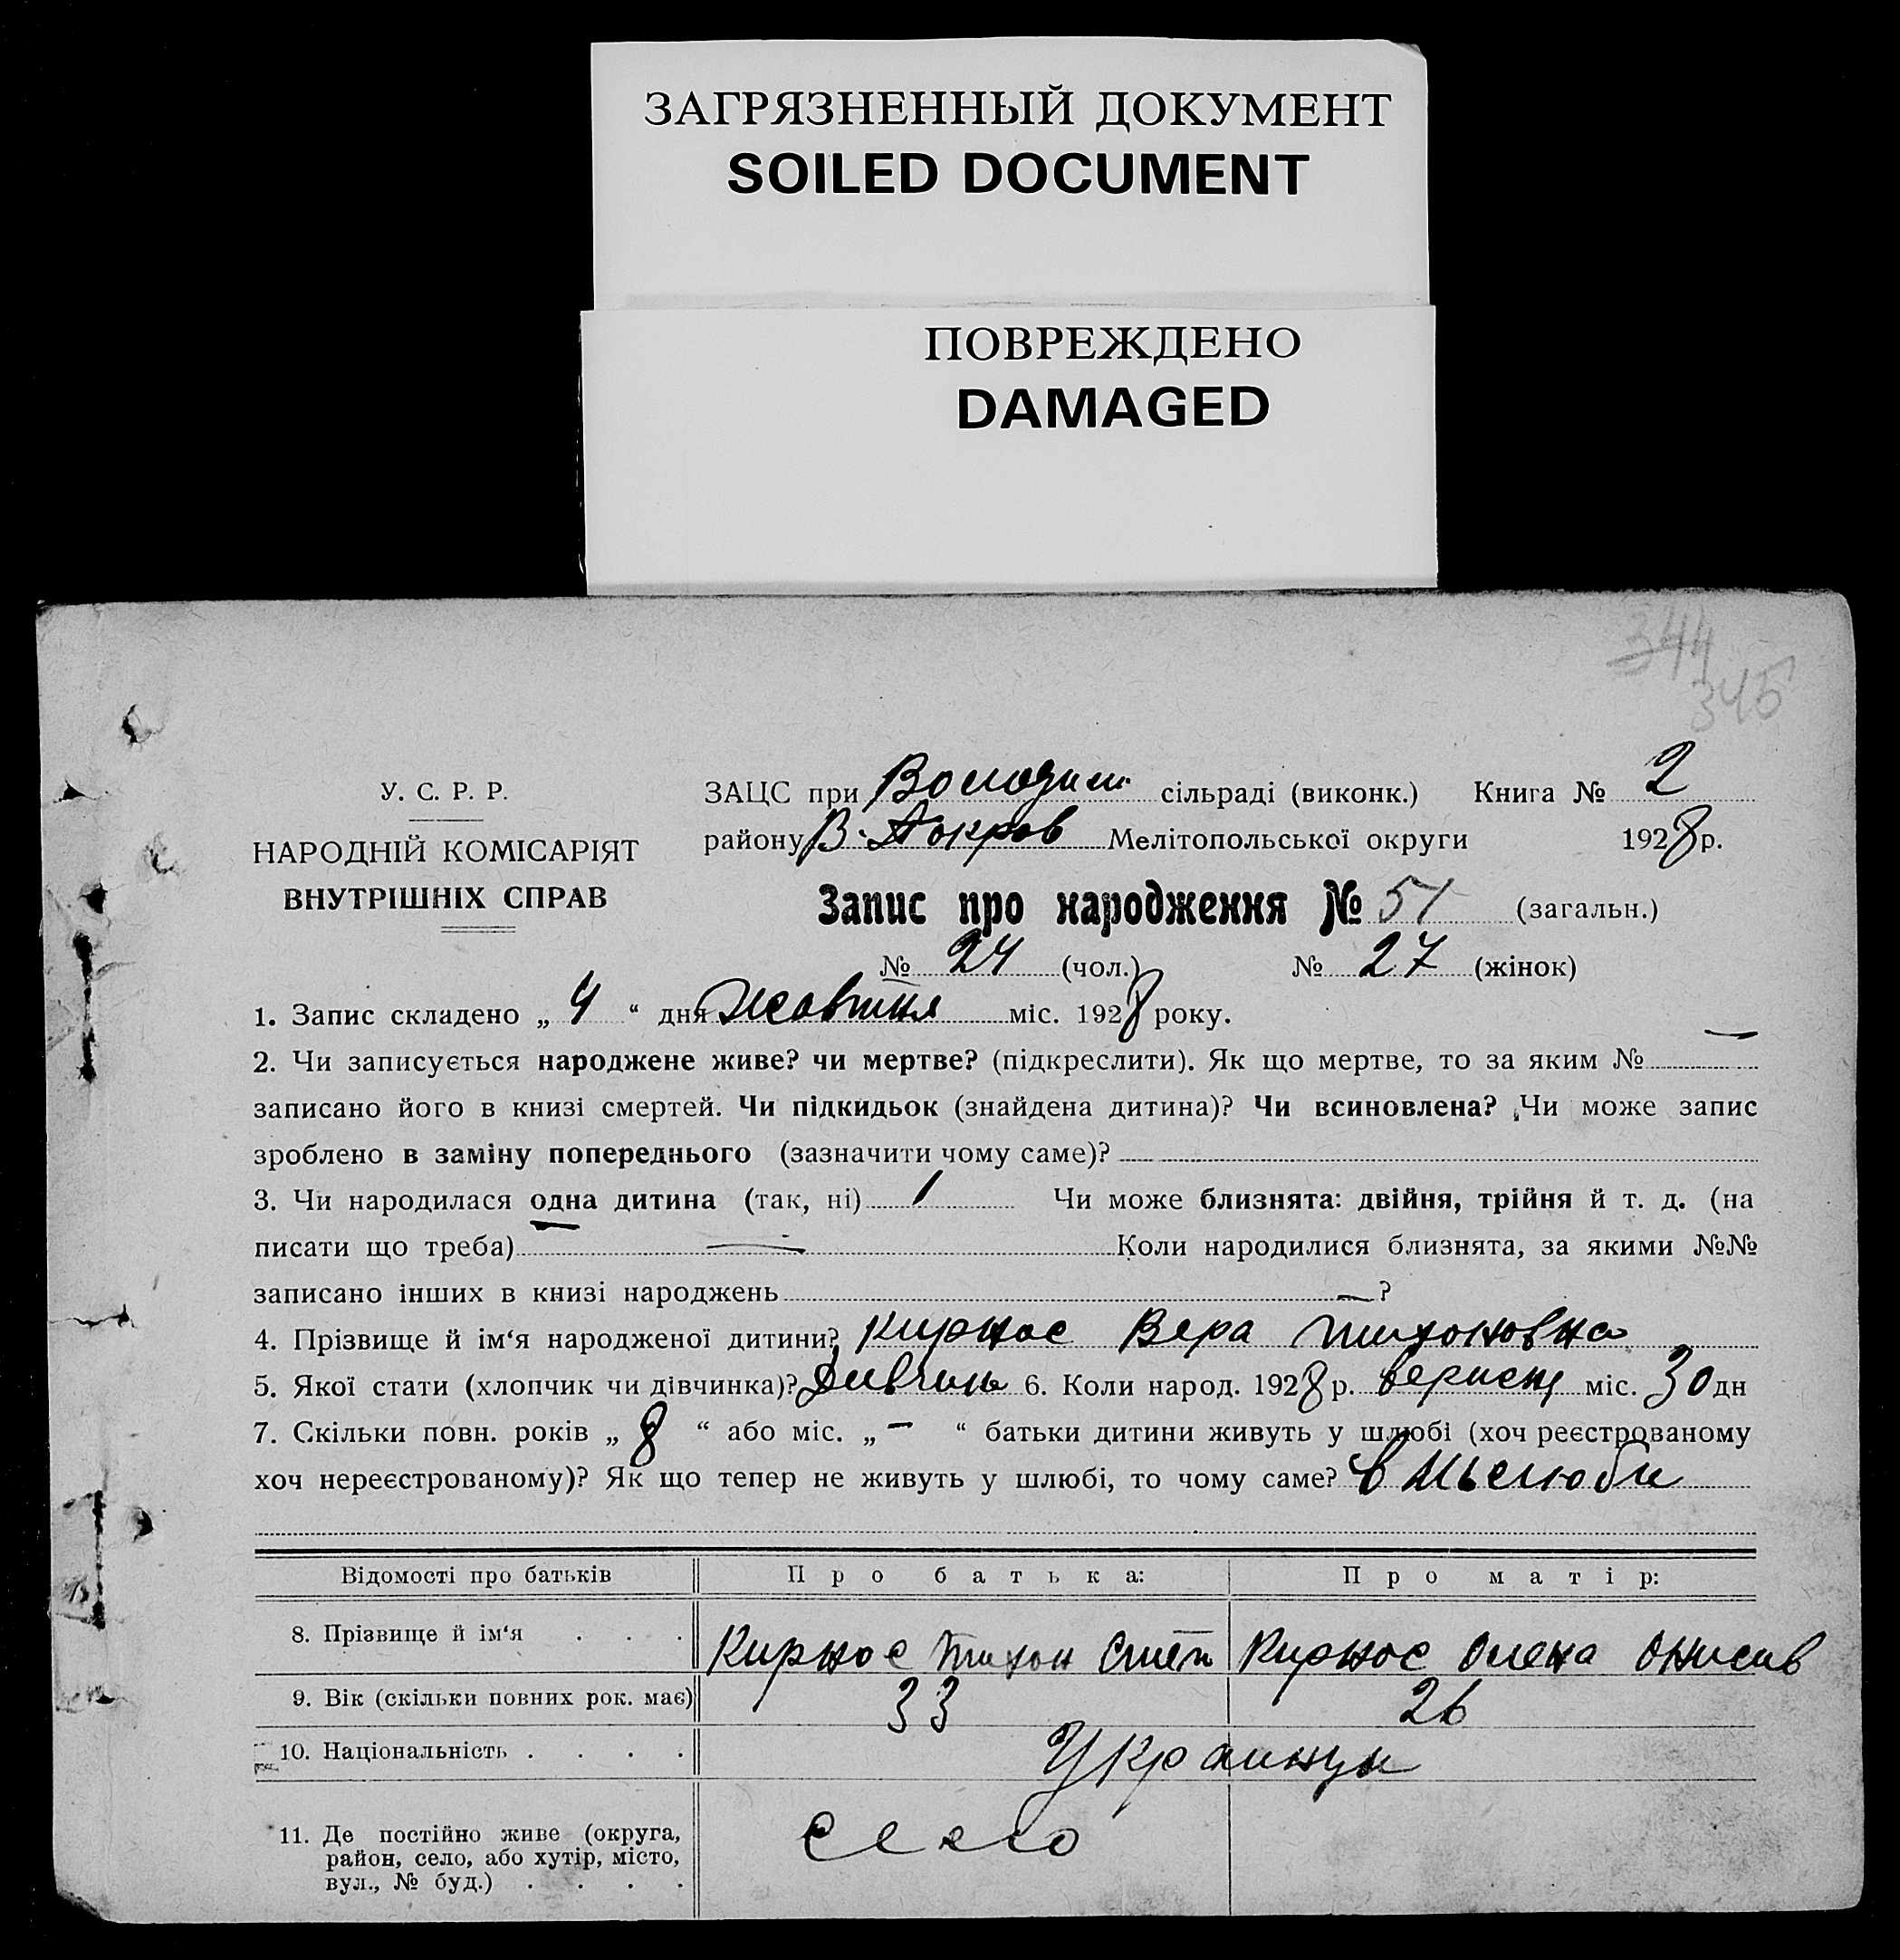 ЗАГРЯЗНЕННЫЙ ДОКУМЕНТ
SOILED DOCUMENT
ПОВРЕЖДЕНО
DAMAGED
344
345
У. С. Р. Р.
НАРОДНІЙ КОМІСАРІЯТ
ВНУТРІШНІХ СПРАВ
ЗАЦС при Володим. сільраді (виконк.) Книга № 2
району В. Покров Мелітопольської округи 1928 р.
Запис про народження № 51 (загальн.)
№ 24 (чол.) № 27 (жінок)
1. Запис складено „ 4 “ дня Жовтня міс. 1928 року.
2. Чи записується народжене живе? чи мертве? (підкреслити). Як що мертве, то за яким № —
записано його в книзі смертей. Чи підкидьок (знайдена дитина)? Чи всиновлена? Чи може запис
зроблено в заміну попереднього (зазначити чому саме)?
3. Чи народилася одна дитина (так, ні) 1 Чи може близнята: двійня, трійня й т. д. (на
писати що треба) — Коли народилися близнята, за якими №№
записано інших в книзі народжень — ?
4. Прізвище й ім‘я народженої дитини? Кирнос Вера Тихоновна
5. Якої стати (хлопчик чи дівчинка)? Дивчина 6. Коли народ. 1928 р. вересня міс. 30 дн
7. Скільки повн. років „ 8 “ або міс. „ — “ батьки дитини живуть у шлюбі (хоч реєстрованому
хоч нереєстрованому)? Як що тепер не живуть у шлюбі, то чому саме? в шьлюби
Відомості про батьків Про батька: Про матір:
8. Прізвище й ім‘я . . . Кирнос Тихон Степ Кирнос Олена Онисив
9. Вік (скільки повних рок. має) 33 26
10. Національність . . . . Украинци
11. Де постійно живе (округа,
район, село, або хутір, місто,
вул., № буд.) . . . .
село